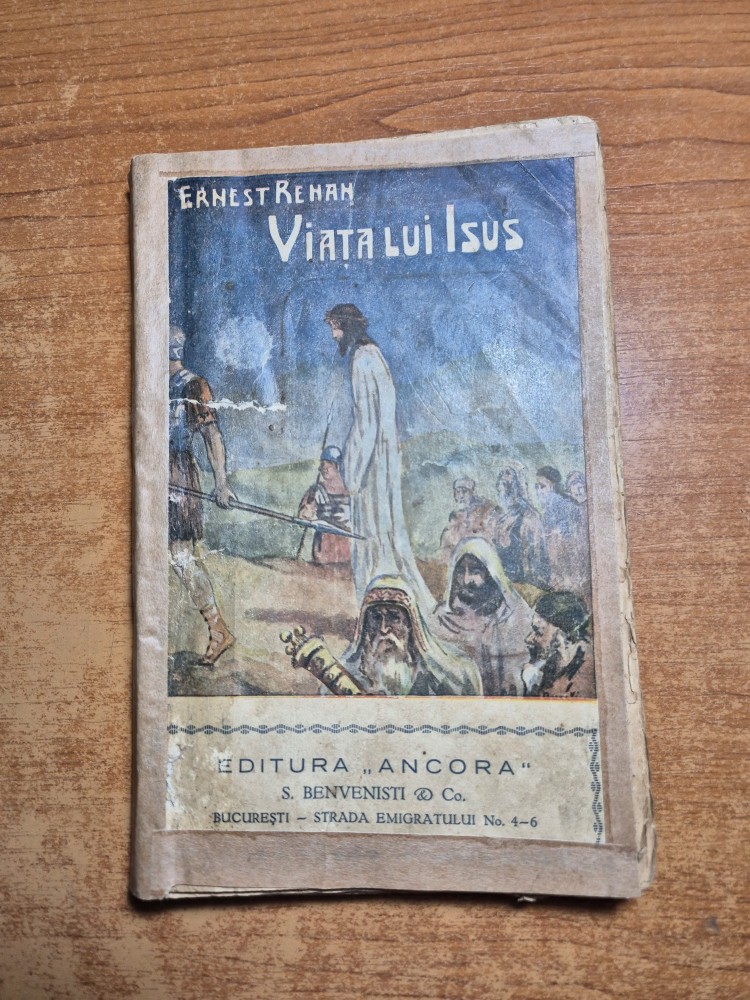 ERNEST RENAN
VIAȚA LUI ISUS
EDITURA „ANCORA“
S. BENVENISTI & Co.
BUCUREȘTI – STRADA EMIGRATULUI No. 4–6